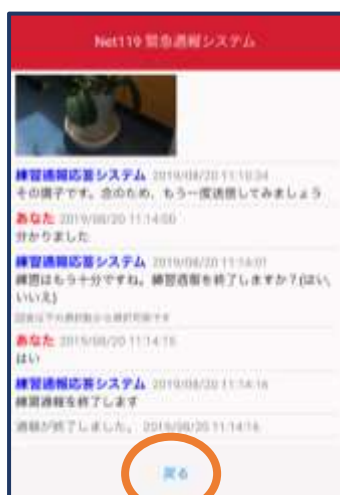 Net119 緊急通報システム
練習通報応答システム 2019/08/20 11:10:34
その調子です。念のため、もう一度送信してみましょう
あなた 2019/08/20 11:14:00
分かりました
練習通報応答システム 2019/08/20 11:14:01
練習はもう十分ですね。練習通報を終了しますか？(はい、
いいえ)
あなた 2019/08/20 11:14:15
はい
練習通報応答システム 2019/08/20 11:14:16
練習通報を終了します
通報が終了しました。 2019/08/20 11:14:16
戻る